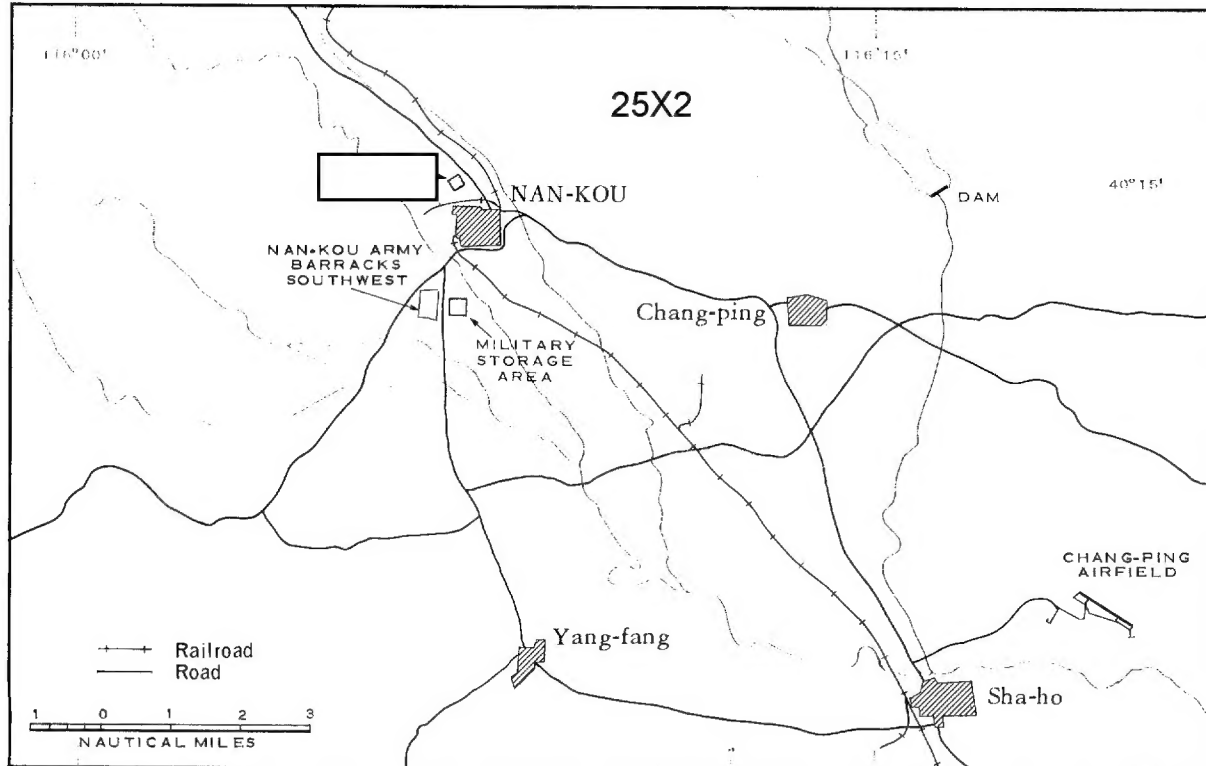 116°00'
116°15'
25X2
40°15'
NAN-KOU
DAM
NAN-KOU ARMY
BARRACKS
SOUTHWEST
Chang-ping
MILITARY
STORAGE
AREA
CHANG-PING
AIRFIELD
Yang-fang
Sha-ho
Railroad
Road
1 0 1 2 3
NAUTICAL MILES